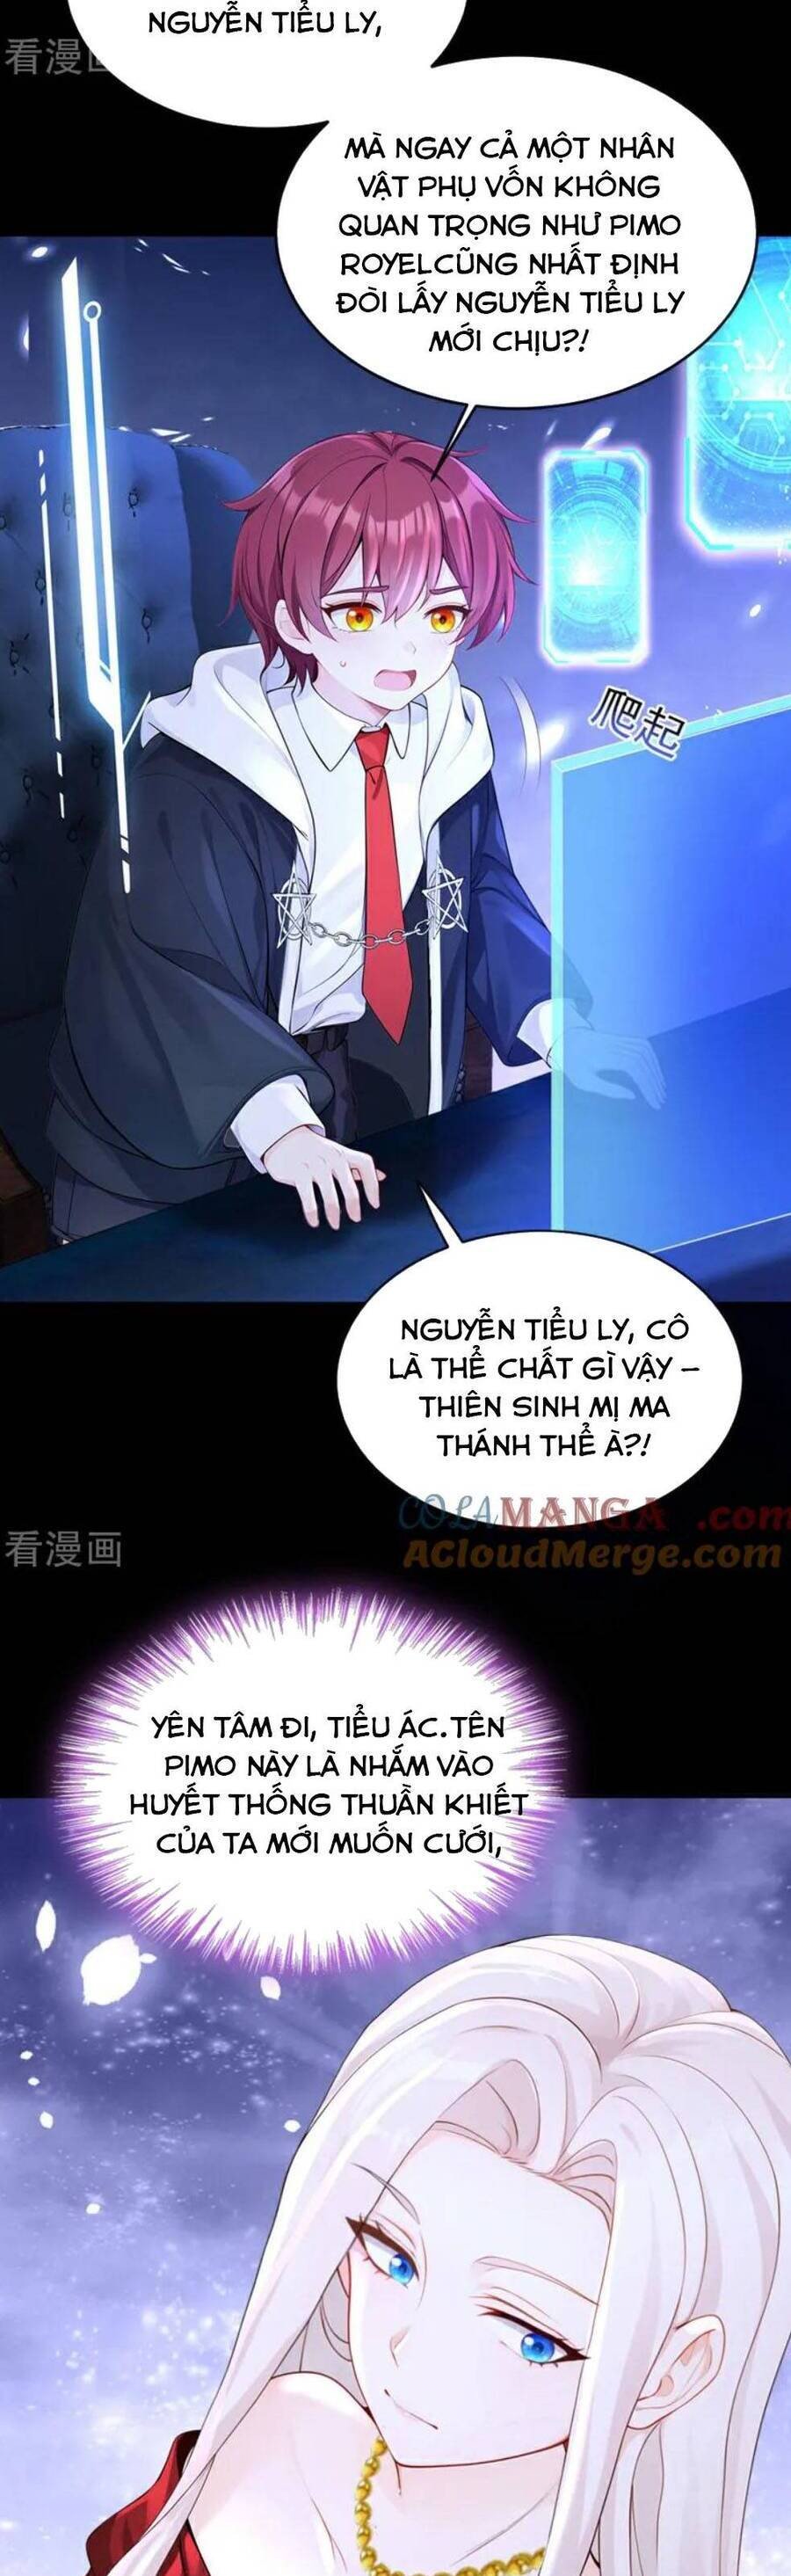 NGUYỄN TIỂU LY,
看漫画
MÀ NGAY CẢ MỘT NHÂN
VẬT PHỤ VỐN KHÔNG
QUAN TRỌNG NHƯ PIMO
ROYELCŨNG NHẤT ĐỊNH
ĐÒI LẤY NGUYỄN TIỂU LY
MỚI CHỊU?!
爬起
NGUYỄN TIỂU LY, CÔ
LÀ THỂ CHẤT GÌ VẬY –
THIÊN SINH MỊ MA
THÁNH THỂ À?!
COLAMANGA.com
AcloudMerge.com
看漫画
YÊN TÂM ĐI, TIỂU ÁC.TÊN
PIMO NÀY LÀ NHẮM VÀO
HUYẾT THỐNG THUẦN KHIẾT
CỦA TA MỚI MUỐN CƯỚI,